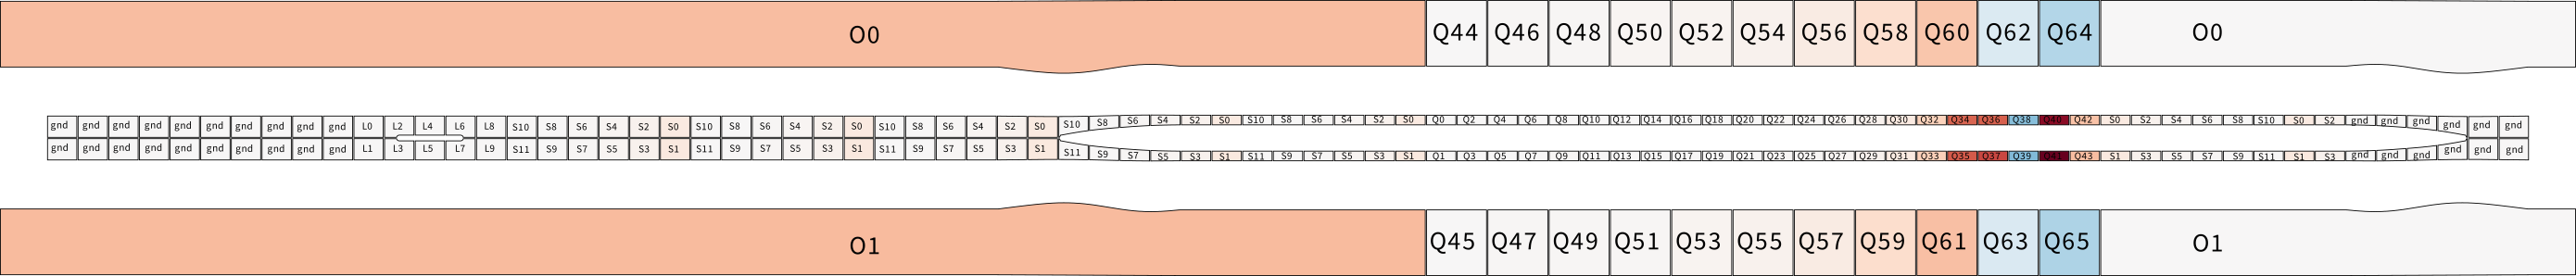 O0 Q44 Q46 Q48 Q50 Q52 Q54 Q56 Q58 Q60 Q62 Q64 O0
gnd gnd gnd gnd gnd gnd gnd gnd gnd gnd L0 L2 L4 L6 L8 S10 S8 S6 S4 S2 S0 S10 S8 S6 S4 S2 S0 S10 S8 S6 S4 S2 S0 S10 S8 S6 S4 S2 S0 S10 S8 S6 S4 S2 S0 Q0 Q2 Q4 Q6 Q8 Q10 Q12 Q14 Q16 Q18 Q20 Q22 Q24 Q26 Q28 Q30 Q32 Q34 Q36 Q38 Q40 Q42 S0 S2 S4 S6 S8 S10 S0 S2 gnd gnd gnd gnd gnd gnd
gnd gnd gnd gnd gnd gnd gnd gnd gnd gnd L1 L3 L5 L7 L9 S11 S9 S7 S5 S3 S1 S11 S9 S7 S5 S3 S1 S11 S9 S7 S5 S3 S1 S11 S9 S7 S5 S3 S1 S11 S9 S7 S5 S3 S1 Q1 Q3 Q5 Q7 Q9 Q11 Q13 Q15 Q17 Q19 Q21 Q23 Q25 Q27 Q29 Q31 Q33 Q35 Q37 Q39 Q41 Q43 S1 S3 S5 S7 S9 S11 S1 S3 gnd gnd gnd gnd gnd gnd
O1 Q45 Q47 Q49 Q51 Q53 Q55 Q57 Q59 Q61 Q63 Q65 O1